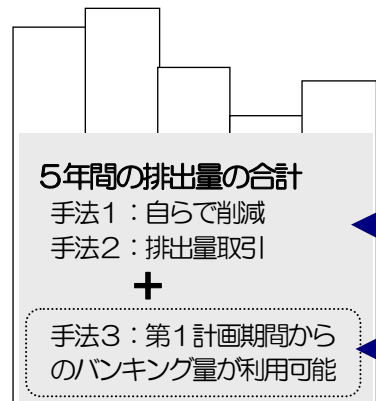 ５年間の排出量の合計
手法１：自らで削減
手法２：排出量取引
＋
手法３：第１計画期間から
のバンキング量が利用可能